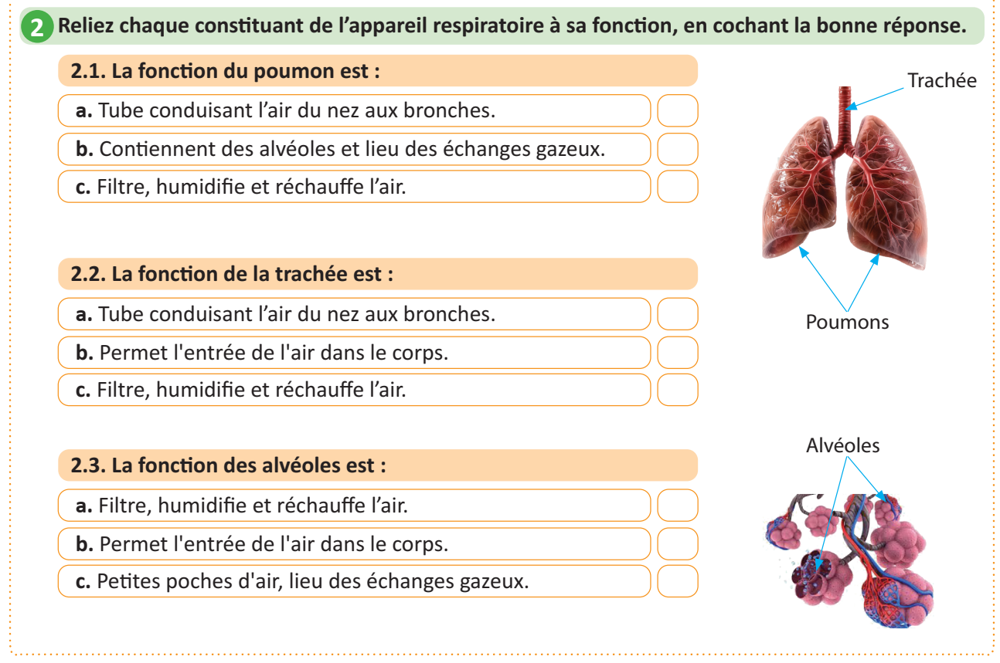 2 Reliez chaque constituant de l’appareil respiratoire à sa fonction, en cochant la bonne réponse.
2.1. La fonction du poumon est :
a. Tube conduisant l’air du nez aux bronches.
b. Contiennent des alvéoles et lieu des échanges gazeux.
c. Filtre, humidifie et réchauffe l’air.
Trachée
Poumons
2.2. La fonction de la trachée est :
a. Tube conduisant l’air du nez aux bronches.
b. Permet l'entrée de l'air dans le corps.
c. Filtre, humidifie et réchauffe l’air.
2.3. La fonction des alvéoles est :
a. Filtre, humidifie et réchauffe l’air.
b. Permet l'entrée de l'air dans le corps.
c. Petites poches d'air, lieu des échanges gazeux.
Alvéoles